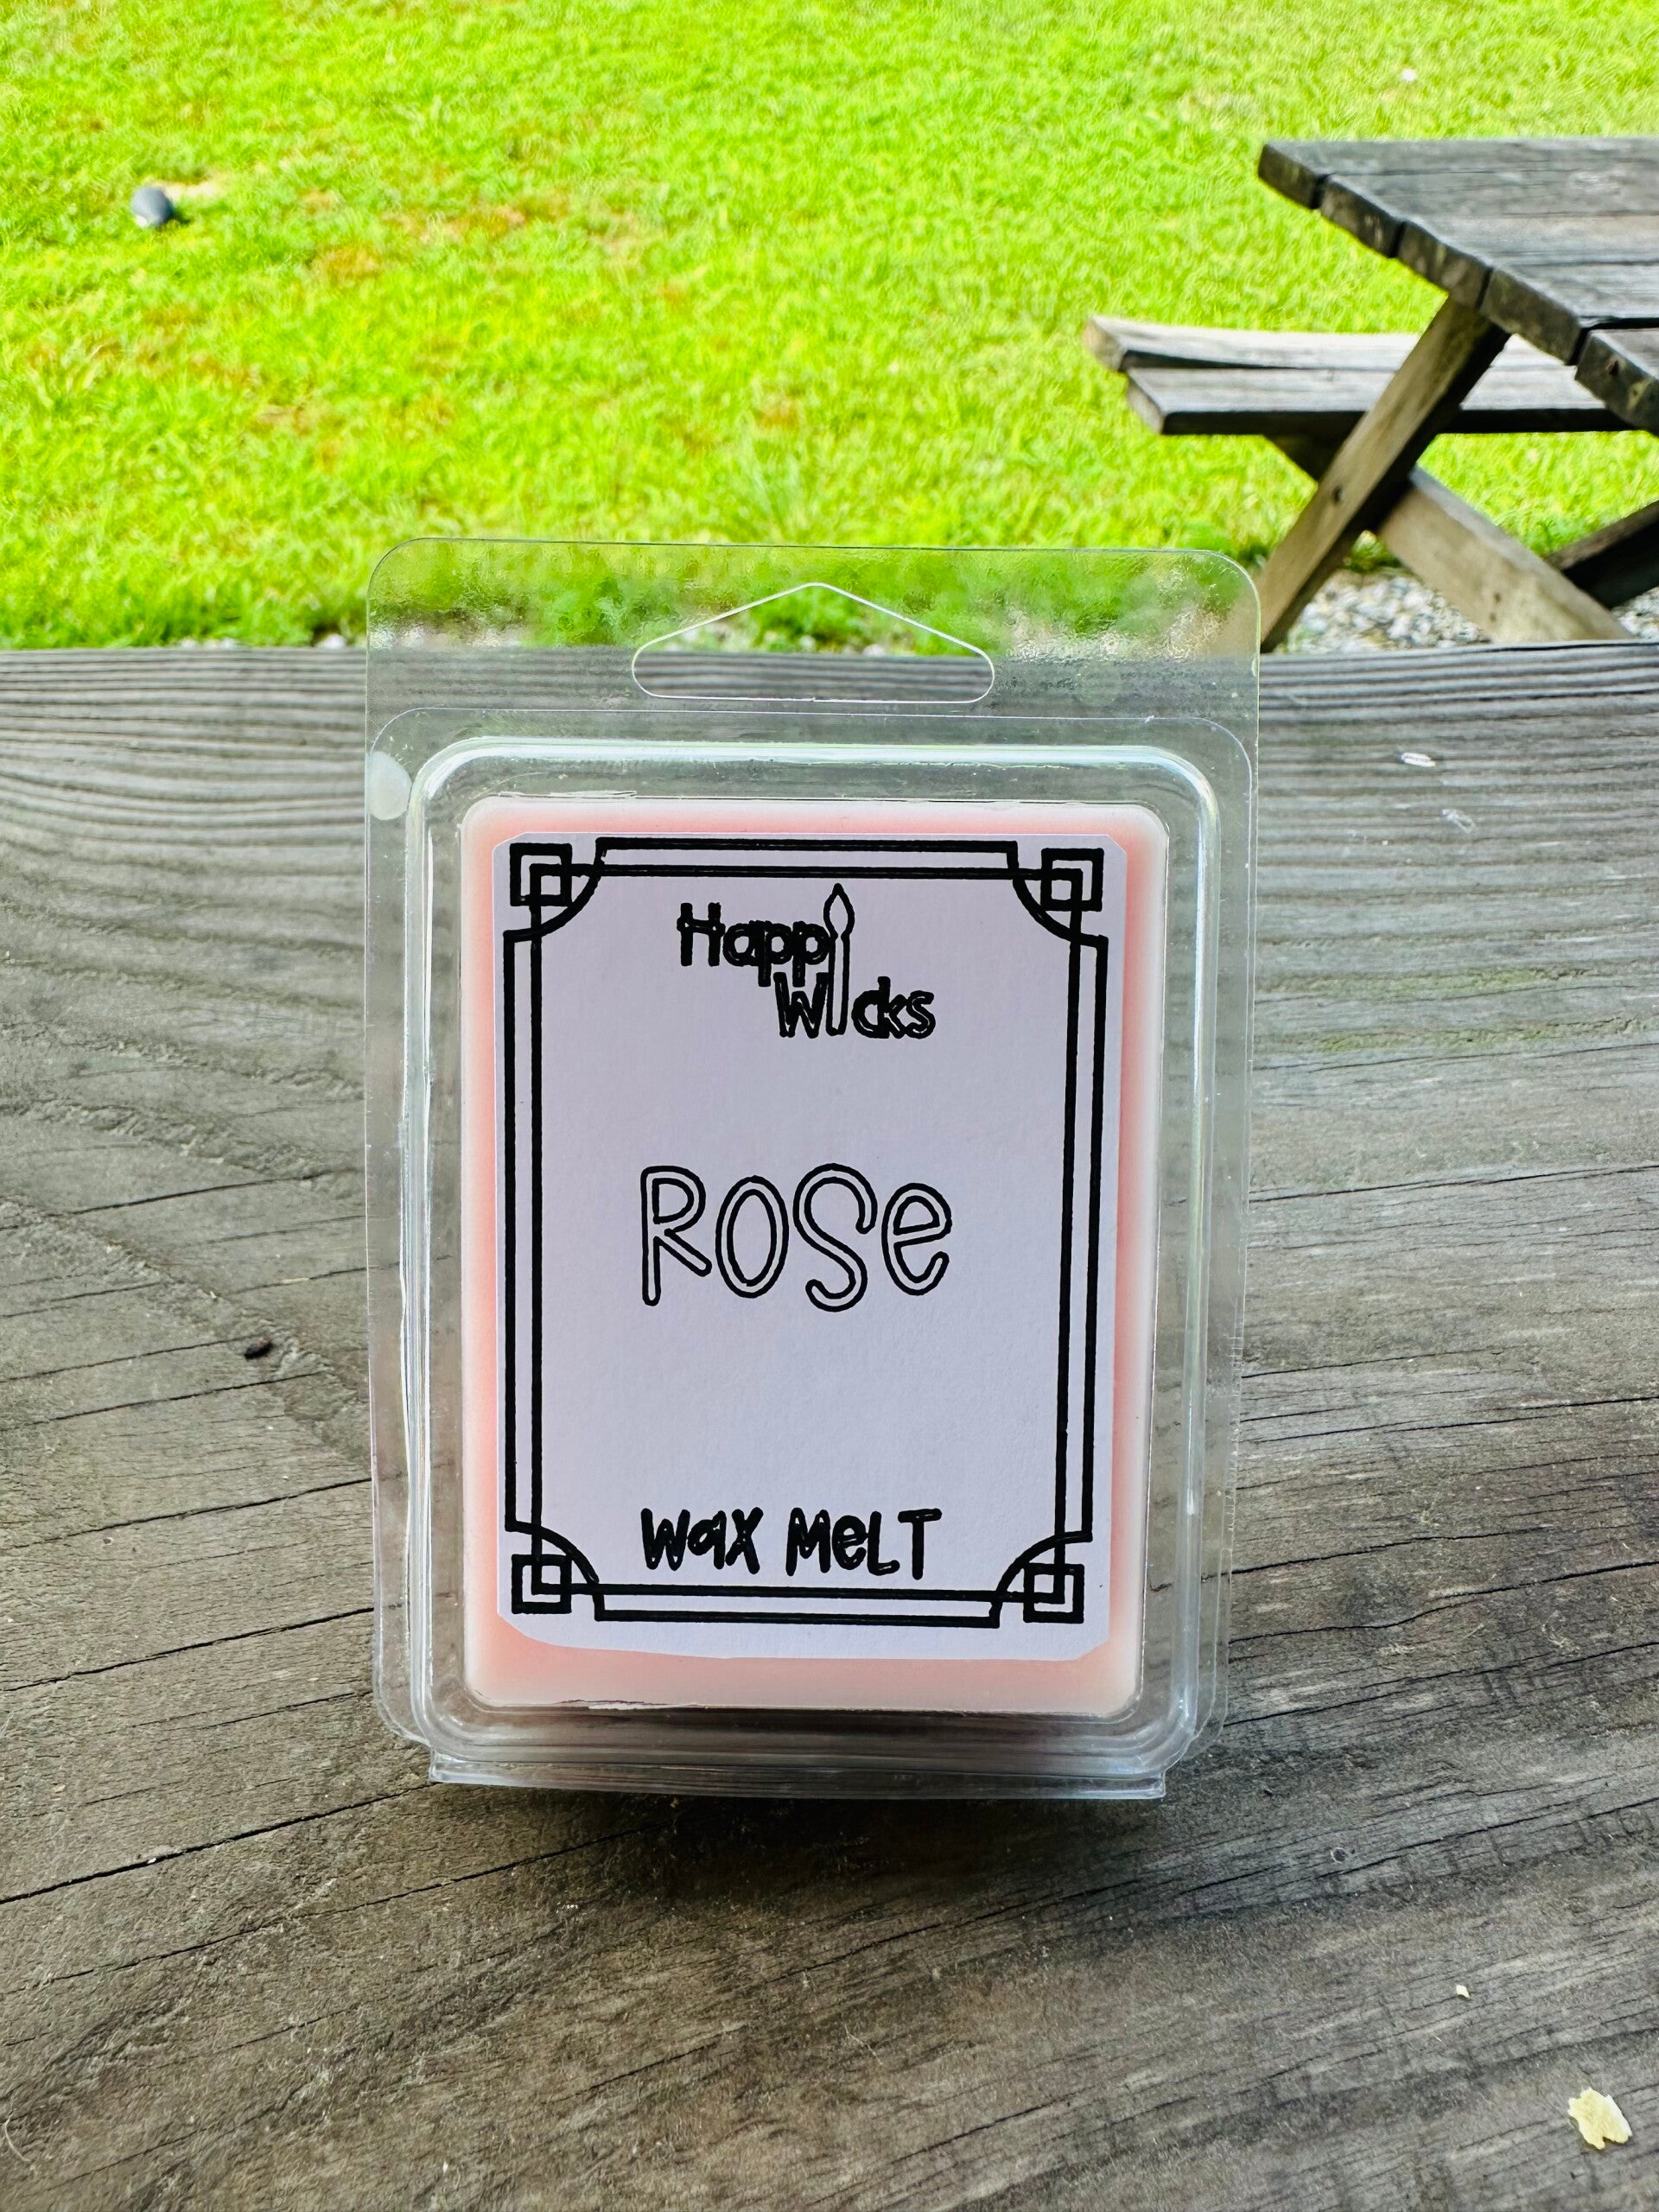 Happi
Wicks
Rose
Wax Melt